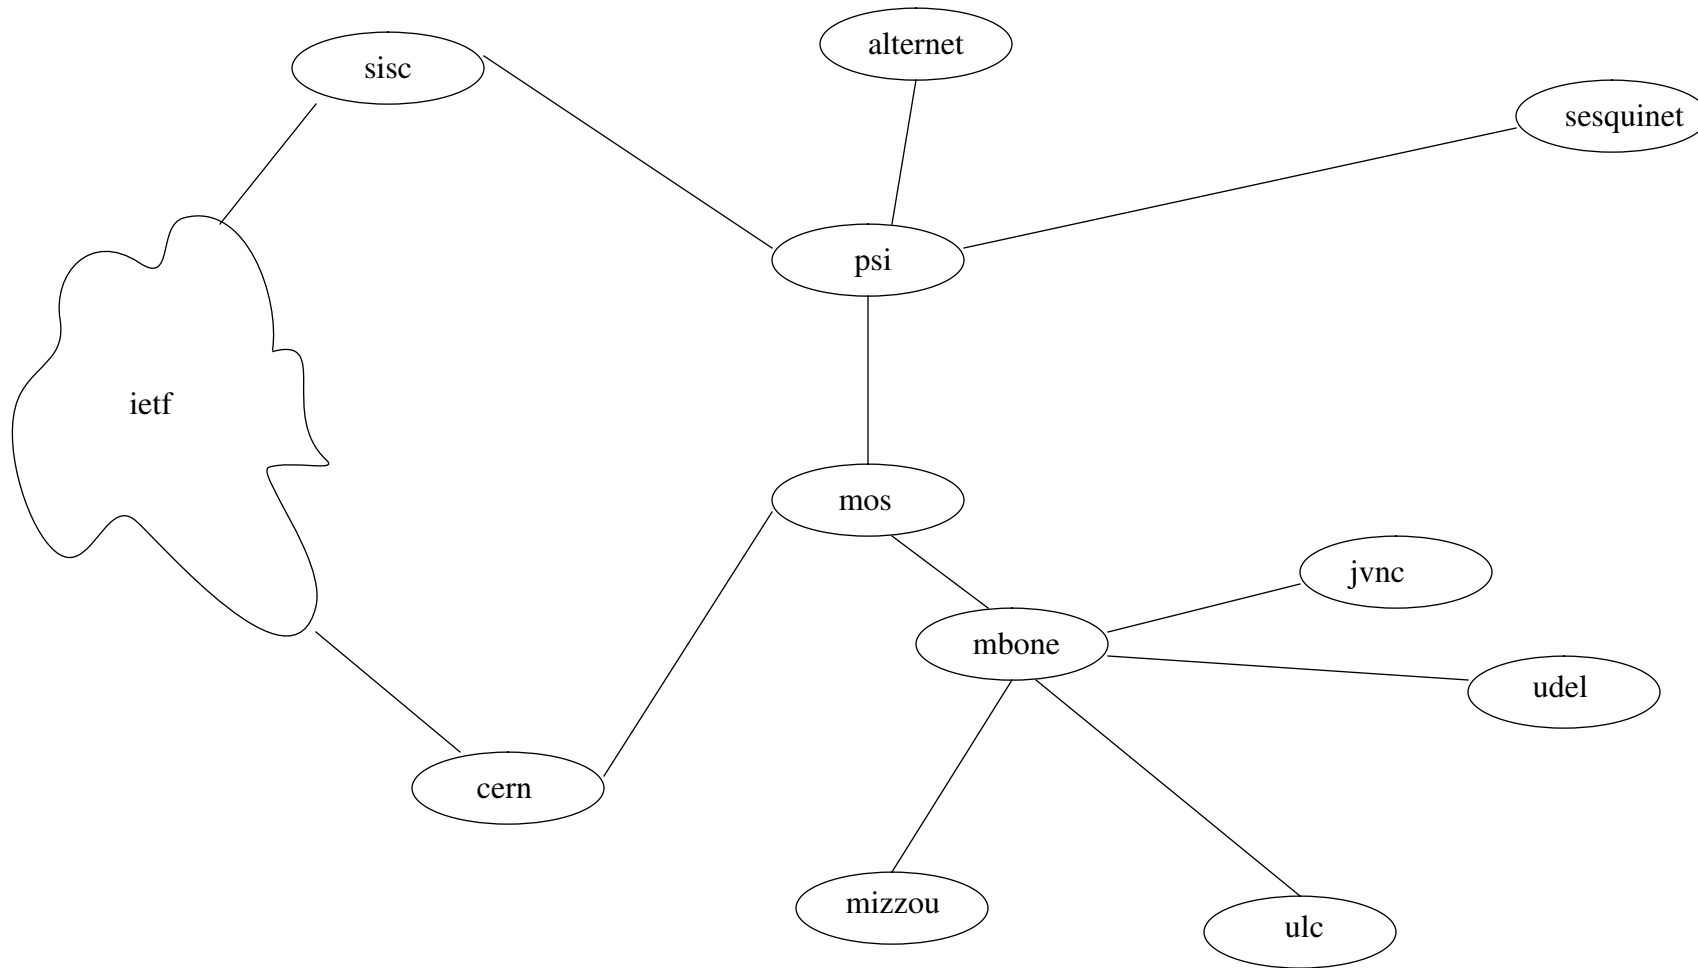 alternet
sisc
sesquinet
psi
ietf
mos
jvnc
mbone
udel
cern
mizzou
ulc